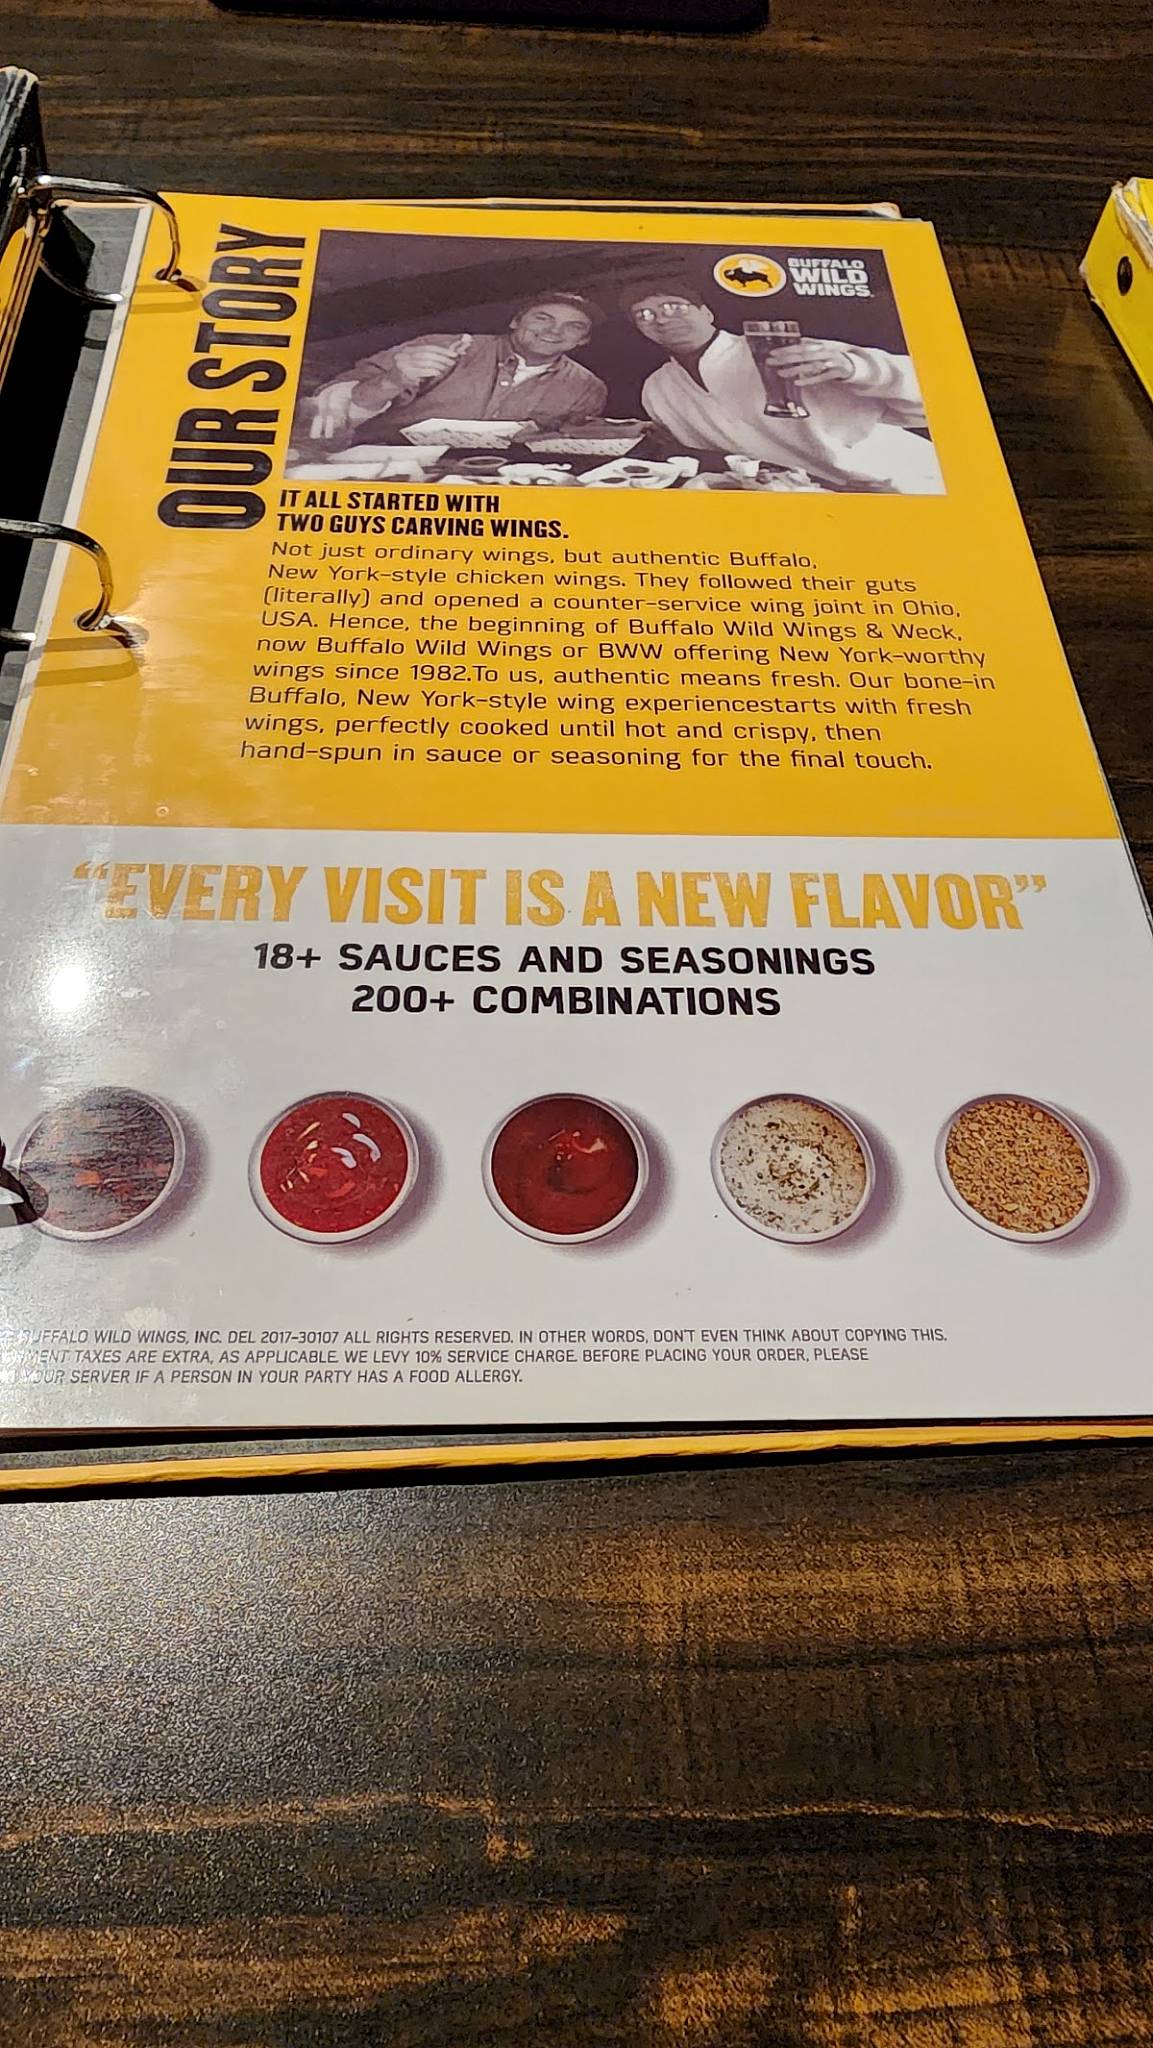 OUR STORY
BUFFALO
WILD
WINGS
IT ALL STARTED WITH
TWO GUYS CARVING WINGS.
Not just ordinary wings, but authentic Buffalo,
New York-style chicken wings. They followed their guts
(literally) and opened a counter-service wing joint in Ohio,
USA. Hence, the beginning of Buffalo Wild Wings & Weck,
now Buffalo Wild Wings or BWW offering New York-worthy
wings since 1982.To us, authentic means fresh. Our bone-in
Buffalo, New York-style wing experiencestarts with fresh
wings, perfectly cooked until hot and crispy, then
hand-spun in sauce or seasoning for the final touch.
“EVERY VISIT IS A NEW FLAVOR”
18+ SAUCES AND SEASONINGS
200+ COMBINATIONS
BUFFALO WILD WINGS, INC. DEL 2017-30107 ALL RIGHTS RESERVED. IN OTHER WORDS, DON'T EVEN THINK ABOUT COPYING THIS.
TAXES ARE EXTRA, AS APPLICABLE. WE LEVY 10% SERVICE CHARGE. BEFORE PLACING YOUR ORDER, PLEASE
YOUR SERVER IF A PERSON IN YOUR PARTY HAS A FOOD ALLERGY.